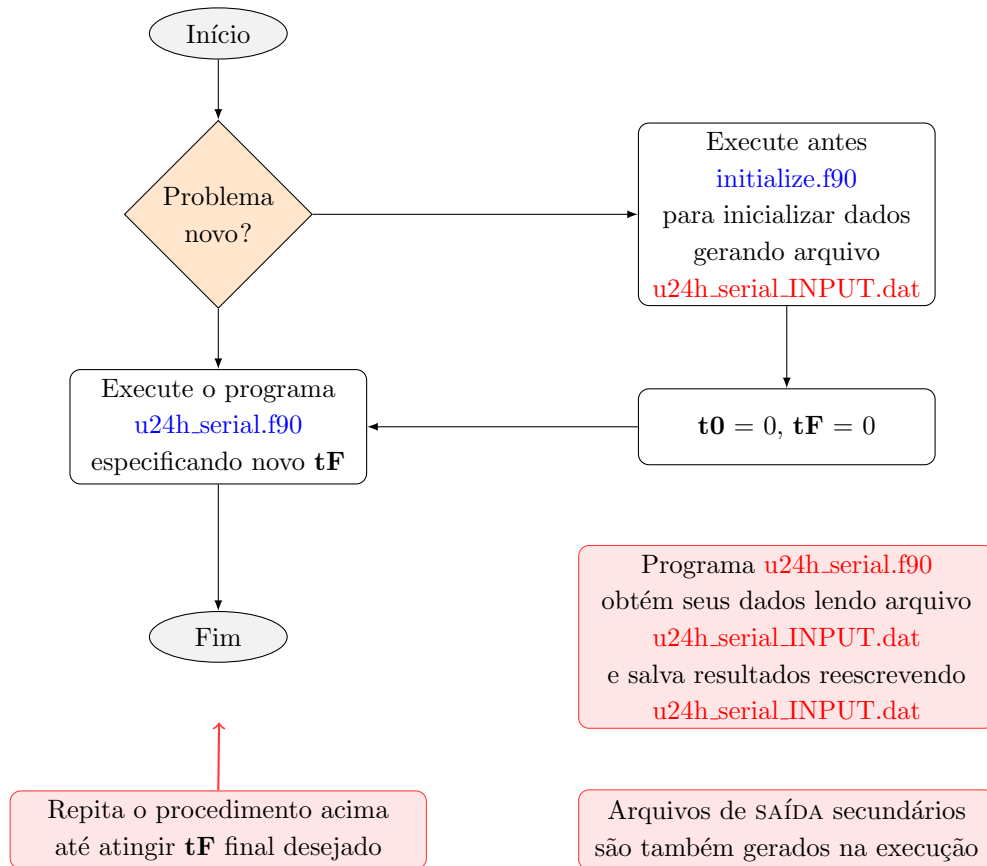 Início
Problema
novo?
Execute antes
initialize.f90
para inicializar dados
gerando arquivo
u24h_serial_INPUT.dat
Execute o programa
u24h_serial.f90
especificando novo tF
t0 = 0, tF = 0
Fim
Programa u24h_serial.f90
obtém seus dados lendo arquivo
u24h_serial_INPUT.dat
e salva resultados reescrevendo
u24h_serial_INPUT.dat
Repita o procedimento acima
até atingir tF final desejado
Arquivos de SAÍDA secundários
são também gerados na execução